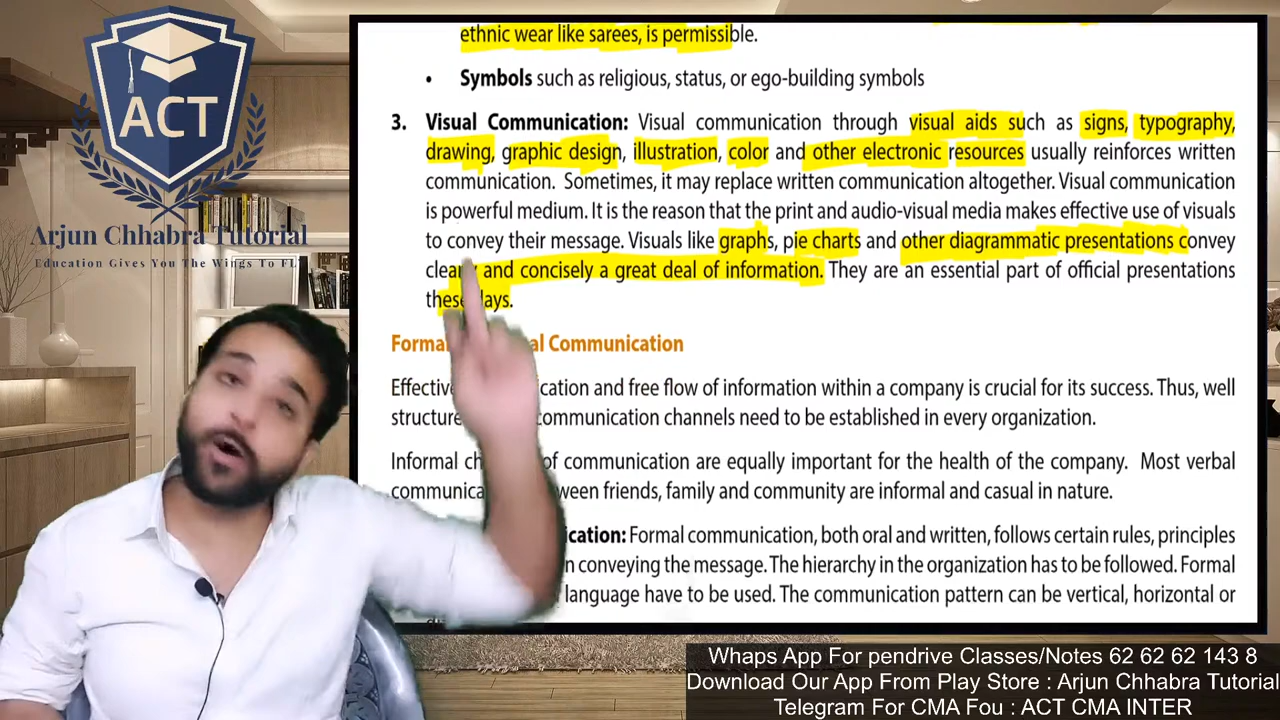 ethnic wear like sarees, is permissible.
• Symbols such as religious, status, or ego-building symbols
3. Visual Communication: Visual communication through visual aids such as signs, typography,
drawing, graphic design, illustration, color and other electronic resources usually reinforces written
communication. Sometimes, it may replace written communication altogether. Visual communication
is powerful medium. It is the reason that the print and audio-visual media makes effective use of visuals
to convey their message. Visuals like graphs, pie charts and other diagrammatic presentations convey
and concisely a great deal of information. They are an essential part of official presentations
Communication
and free flow of information within a company is crucial for its success. Thus, well
communication channels need to be established in every organization.
Informal of communication are equally important for the health of the company. Most verbal
friends, family and community are informal and casual in nature.
Formal communication, both oral and written, follows certain rules, principles
conveying the message. The hierarchy in the organization has to be followed. Formal
language have to be used. The communication pattern can be vertical, horizontal or
ACT
Arjun Chhabra Tutorial
Education Gives You The Wings To
Whaps App For pendrive Classes/Notes 62 62 62 143 8
Download Our App From Play Store : Arjun Chhabra Tutorial
Telegram For CMA Fou : ACT CMA INTER